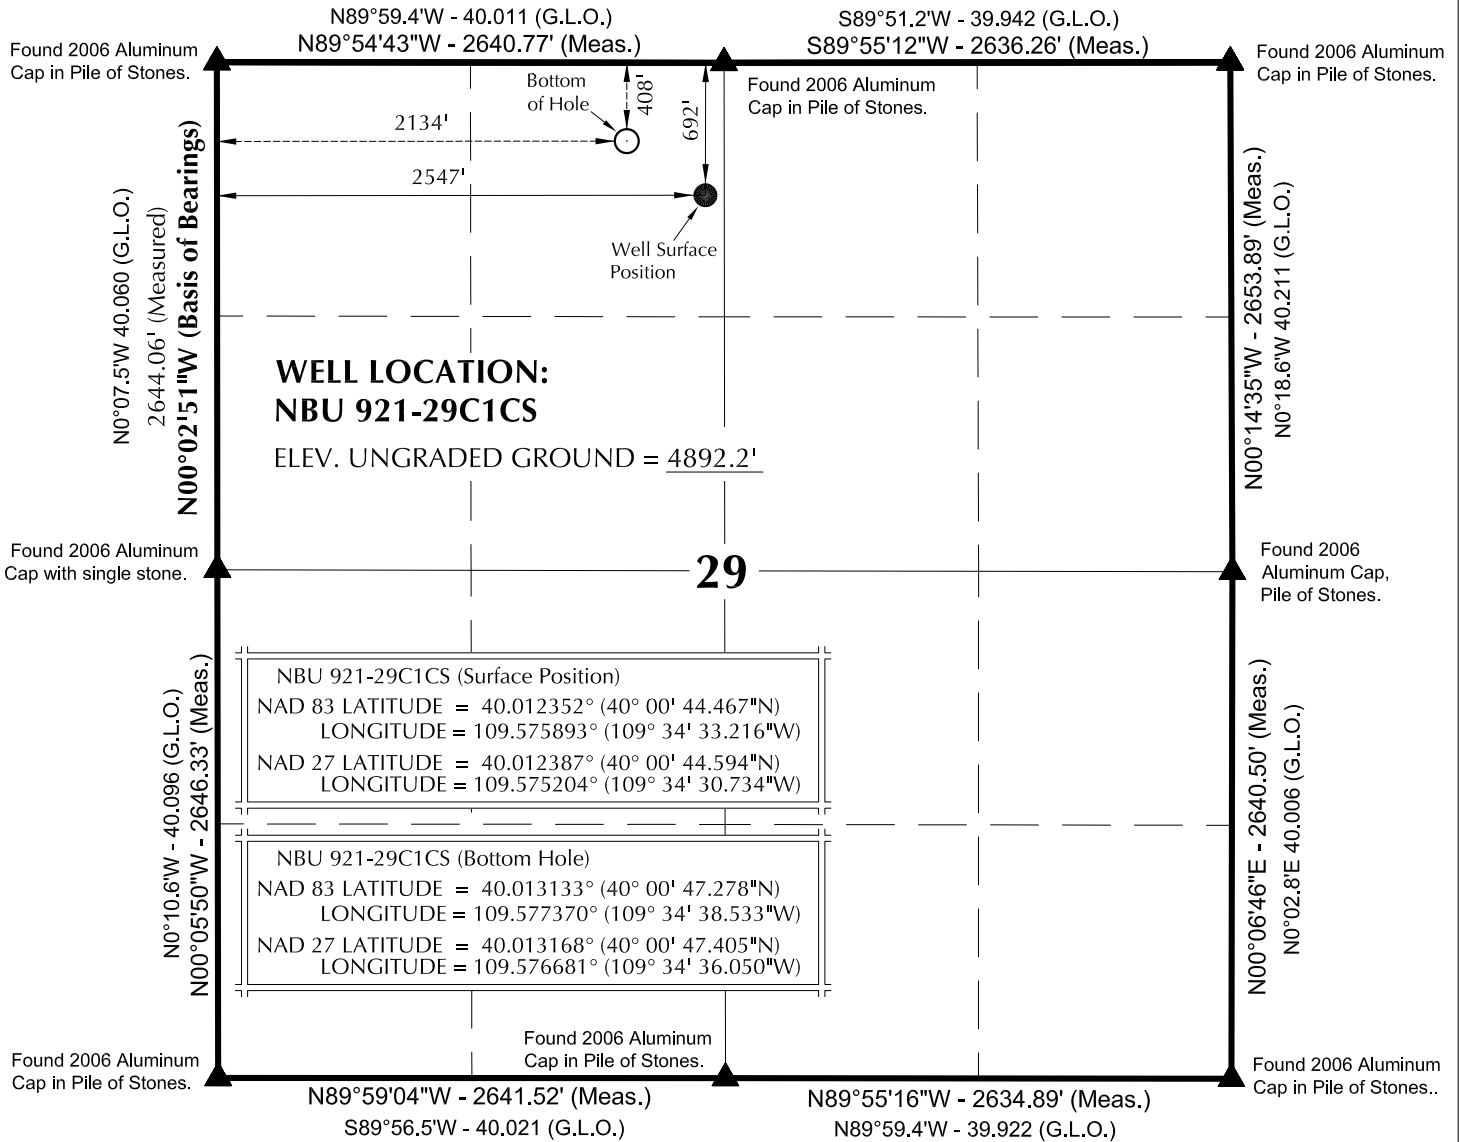 N89°59.4'W - 40.011 (G.L.O.)
N89°54'43"W - 2640.77' (Meas.)
S89°51.2'W - 39.942 (G.L.O.)
S89°55'12"W - 2636.26' (Meas.)
Found 2006 Aluminum
Cap in Pile of Stones.
Found 2006 Aluminum
Cap in Pile of Stones.
Found 2006 Aluminum
Cap in Pile of Stones.
Bottom
of Hole
408'
692'
2134'
2547'
Well Surface
Position
N0°07.5'W 40.060 (G.L.O.)
2644.06' (Measured)
N00°02'51"W (Basis of Bearings)
N00°14'35"W - 2653.89' (Meas.)
N0°18.6'W 40.211 (G.L.O.)
WELL LOCATION:
NBU 921-29C1CS
ELEV. UNGRADED GROUND = 4892.2'
Found 2006 Aluminum
Cap with single stone.
29
Found 2006
Aluminum Cap,
Pile of Stones.
N0°10.6'W - 40.096 (G.L.O.)
N00°05'50"W - 2646.33' (Meas.)
NBU 921-29C1CS (Surface Position)
NAD 83 LATITUDE = 40.012352° (40° 00' 44.467"N)
LONGITUDE = 109.575893° (109° 34' 33.216"W)
NAD 27 LATITUDE = 40.012387° (40° 00' 44.594"N)
LONGITUDE = 109.575204° (109° 34' 30.734"W)
NBU 921-29C1CS (Bottom Hole)
NAD 83 LATITUDE = 40.013133° (40° 00' 47.278"N)
LONGITUDE = 109.577370° (109° 34' 38.533"W)
NAD 27 LATITUDE = 40.013168° (40° 00' 47.405"N)
LONGITUDE = 109.576681° (109° 34' 36.050"W)
N00°06'46"E - 2640.50' (Meas.)
N0°02.8'E 40.006 (G.L.O.)
Found 2006 Aluminum
Cap in Pile of Stones.
Found 2006 Aluminum
Cap in Pile of Stones.
Found 2006 Aluminum
Cap in Pile of Stones..
N89°59'04"W - 2641.52' (Meas.)
S89°56.5'W - 40.021 (G.L.O.)
N89°55'16"W - 2634.89' (Meas.)
N89°59.4'W - 39.922 (G.L.O.)